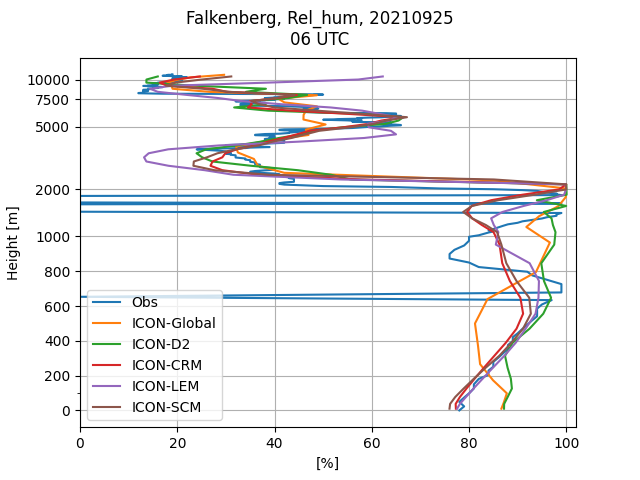 Falkenberg, Rel_hum, 20210925
06 UTC
10000
7500
5000
2000
1000
800
600
400
200
0
Height [m]
Obs
ICON-Global
ICON-D2
ICON-CRM
ICON-LEM
ICON-SCM
0 20 40 60 80 100
[%]